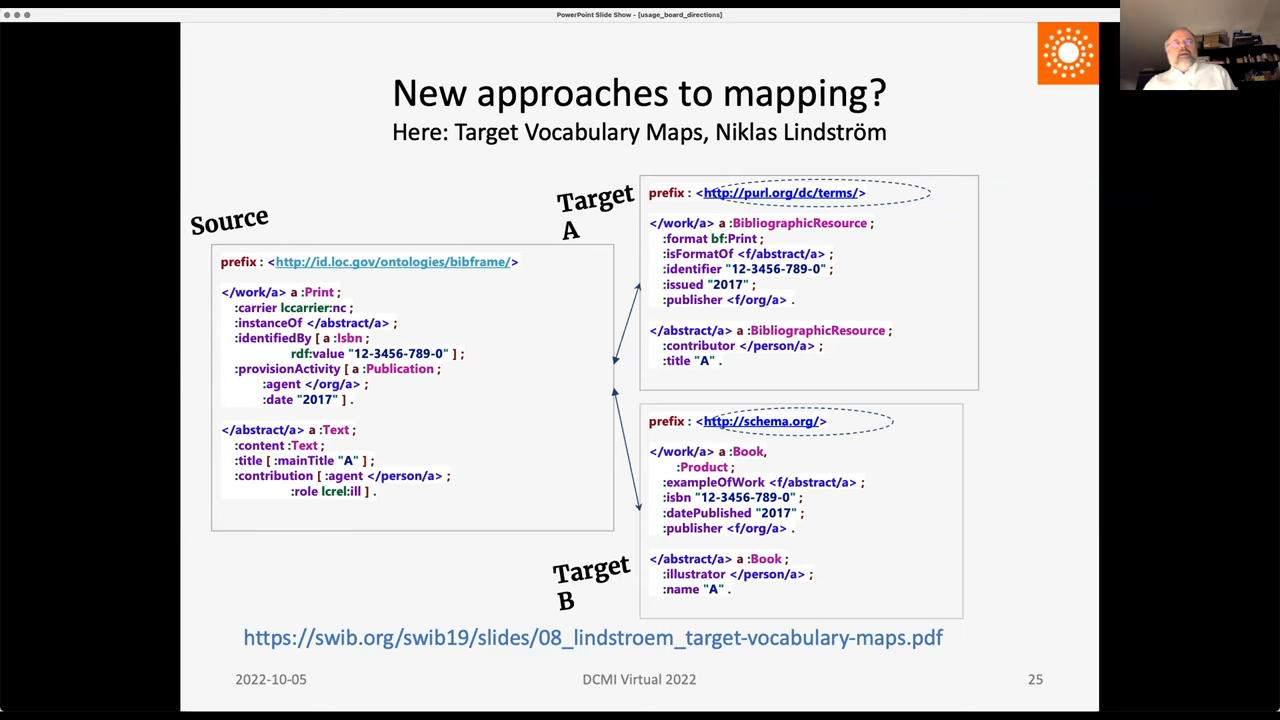 PowerPoint Slide Show - [usage_board_directions]
New approaches to mapping?
Here: Target Vocabulary Maps, Niklas Lindström
Source
prefix : <http://id.loc.gov/ontologies/bibframe/>
</work/a> a :Print ;
:carrier lccarrier:nc ;
:instanceOf </abstract/a> ;
:identifiedBy [ a :Isbn ;
rdf:value "12-3456-789-0" ] ;
:provisionActivity [ a :Publication ;
:agent </org/a> ;
:date "2017" ] .
</abstract/a> a :Text ;
:content :Text ;
:title [ :mainTitle "A" ] ;
:contribution [ :agent </person/a> ;
:role lcrel:ill ] .
Target
A
prefix : <http://purl.org/dc/terms/>
</work/a> a :BibliographicResource ;
:format bf:Print ;
:isFormatOf <f/abstract/a> ;
:identifier "12-3456-789-0" ;
:issued "2017" ;
:publisher <f/org/a> .
</abstract/a> a :BibliographicResource ;
:contributor </person/a> ;
:title "A" .
Target
B
prefix : <http://schema.org/>
</work/a> a :Book,
:Product ;
:exampleOfWork <f/abstract/a> ;
:isbn "12-3456-789-0" ;
:datePublished "2017" ;
:publisher <f/org/a> .
</abstract/a> a :Book ;
:illustrator </person/a> ;
:name "A" .
https://swib.org/swib19/slides/08_lindstroem_target-vocabulary-maps.pdf
2022-10-05
DCMI Virtual 2022
25